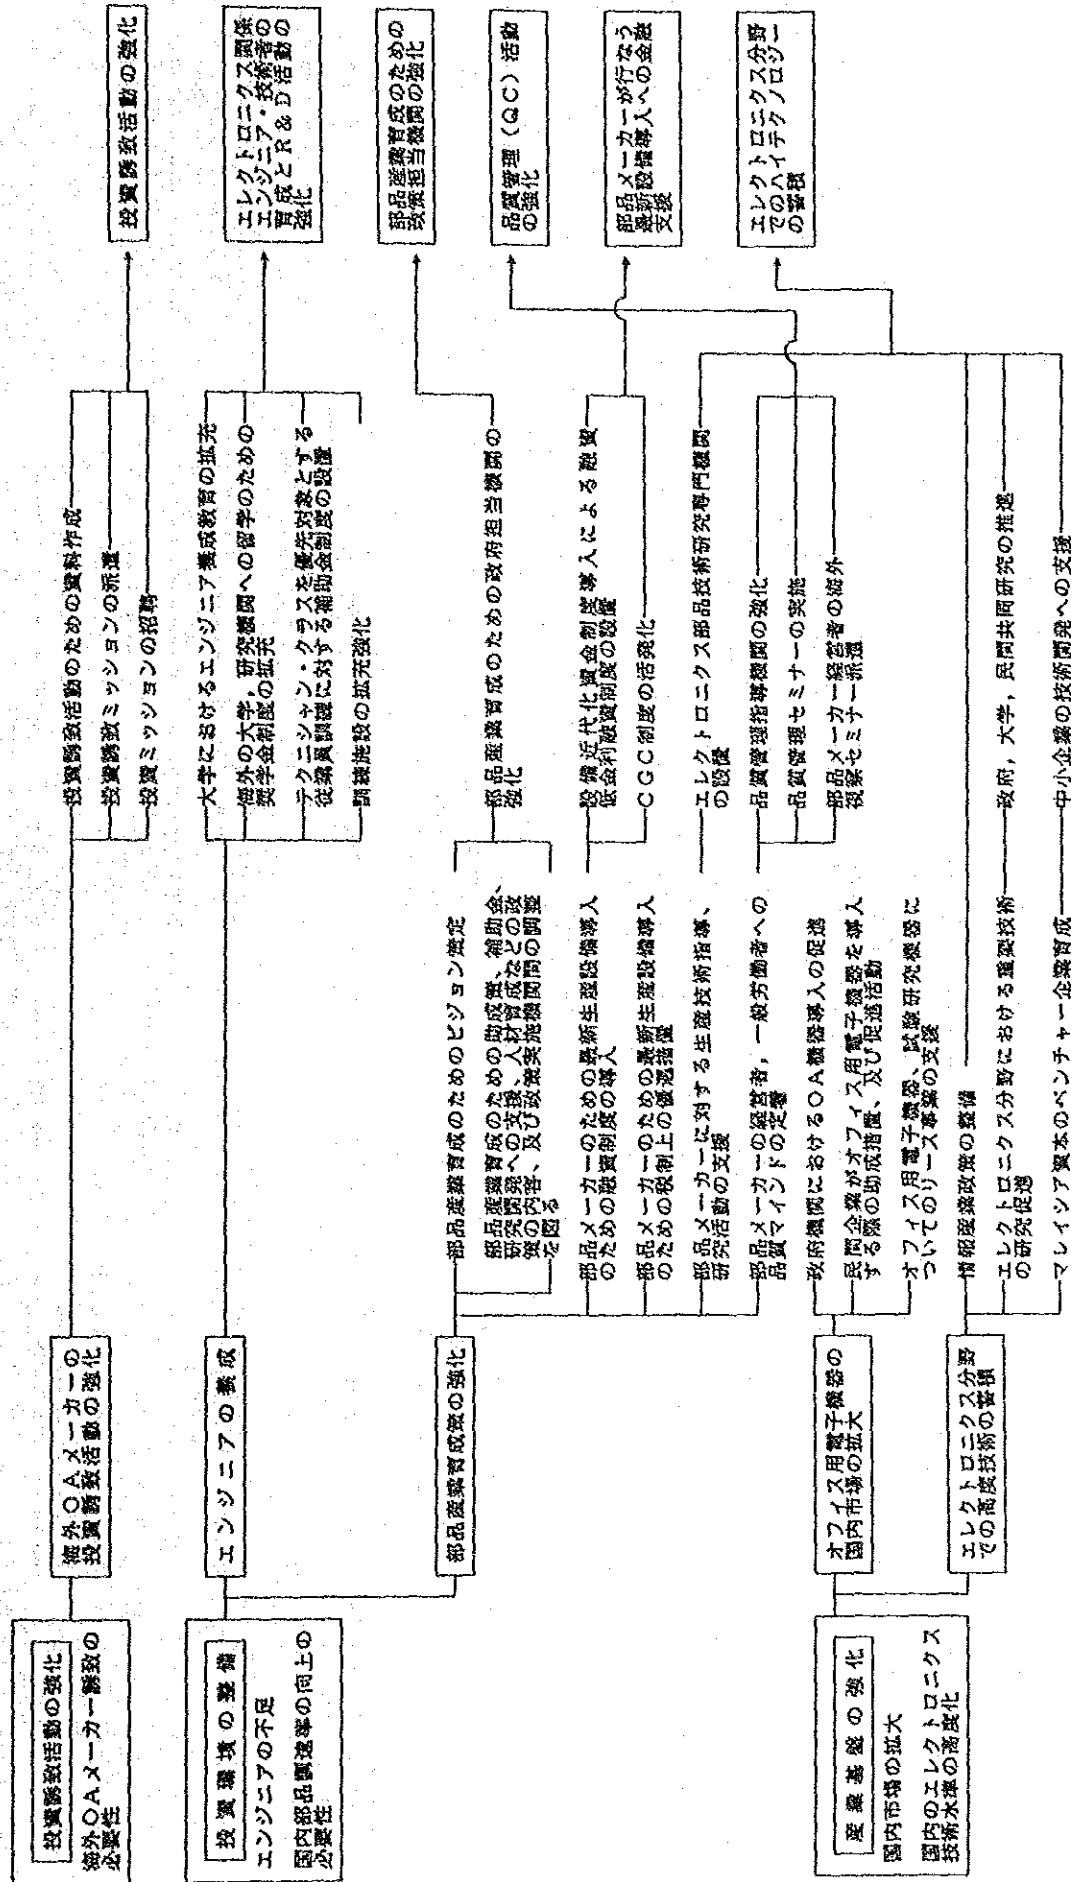 投資誘致活動の強化
海外OAメーカー誘致の
必要性
投資環境の整備
エンジニアの不足
国内部品調達率の向上の
必要性
産業基盤の強化
国内市場の拡大
国内のエレクトロニクス
技術水準の高度化
海外OAメーカーの
投資誘致活動の強化
エンジニアの養成
部品産業育成策の強化
オフィス用電子機器の
国内市場の拡大
エレクトロニクス分野
での高度技術の蓄積
部品産業育成のためのビジョン策定
部品産業育成のための助成策、補助金、
研究開発への支援、人材育成などの政
策の内容、及び政策実施機関間の調整
を図る
部品メーカーのための最新生産設備導入
のための融資制度の導入
部品メーカーのための最新生産設備導入
のための税制上の優遇措置
部品メーカーに対する生産技術指導、
研究活動の支援
部品メーカーの経営者，一般労働者への
品質マインドの定着
政府機関におけるOA機器導入の促進
民間企業がオフィス用電子機器を導入
する際の助成措置、及び促進活動
オフィス用電子機器、試験研究機器に
ついてのリース事業の支援
情報産業政策の整備
エレクトロニクス分野における重要技術
の研究促進
マレイシア資本のベンチャー企業育成
投資誘致活動のための資料作成
投資誘致ミッションの派遣
投資ミッションの招聘
大学におけるエンジニア養成教育の拡充
海外の大学，研究機関への留学のための
奨学金制度の拡充
テクニシャン・クラスを優先対象とする
従業員訓練に対する補助金制度の設置
訓練施設の拡充強化
部品産業育成のための政府担当機関の
強化
設備近代化資金制度導入による融資
低金利融資制度の設置
CGC制度の活発化
エレクトロニクス部品技術研究専門機関
の設置
品質管理指導機関の強化
品質管理セミナーの実施
部品メーカー経営者の海外
視察セミナー派遣
政府，大学，民間共同研究の推進
中小企業の技術開発への支援
投資誘致活動の強化
エレクトロニクス関係
エンジニア・技術者の
育成とR&D活動の
強化
部品産業育成のための
政策担当機関の強化
品質管理（QC）活動
の強化
部品メーカーが行なう
最新設備導入への金融
支援
エレクトロニクス分野
でのハイテクノロジー
の蓄積